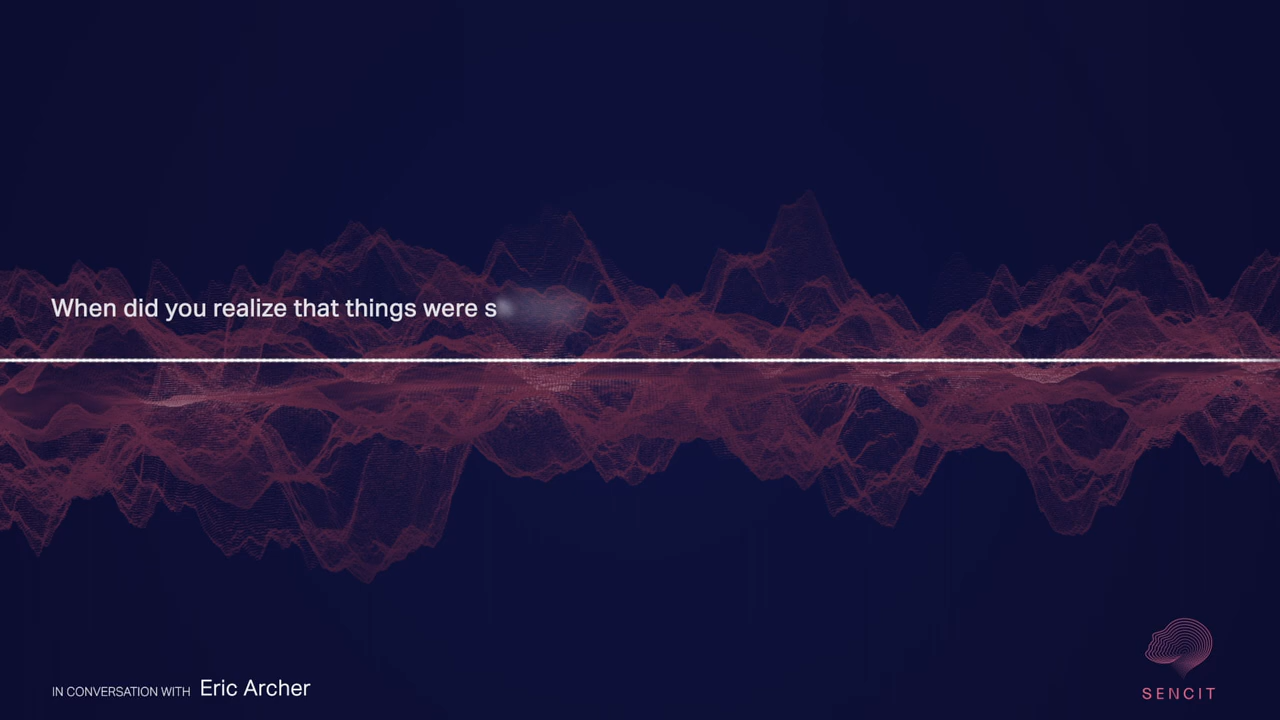 When did you realize that things were s
IN CONVERSATION WITH Eric Archer
SENCIT